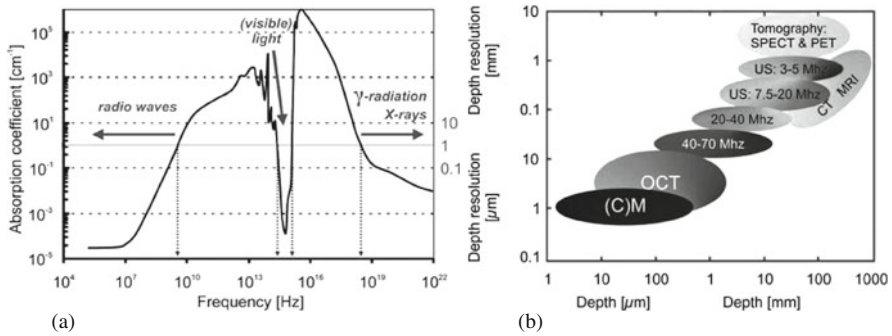 (a)
Absorption coefficient [cm⁻¹]
10⁵
10³
10¹
10⁻¹
10⁻³
10⁻⁵
(visible)
light
radio waves
γ-radiation
X-rays
10
1
0.1
10⁴
10⁷
10¹⁰
10¹³
10¹⁶
10¹⁹
10²²
Frequency [Hz]
(a)
(b)
Depth resolution
[mm]
Depth resolution
[µm]
10
1
0.1
10
1
0.1
Tomography:
SPECT & PET
US: 3-5 Mhz
US: 7.5-20 Mhz
CT MRI
20-40 Mhz
40-70 Mhz
OCT
(C)M
1
10
100
1
10
100
1000
Depth [µm]
Depth [mm]
(b)